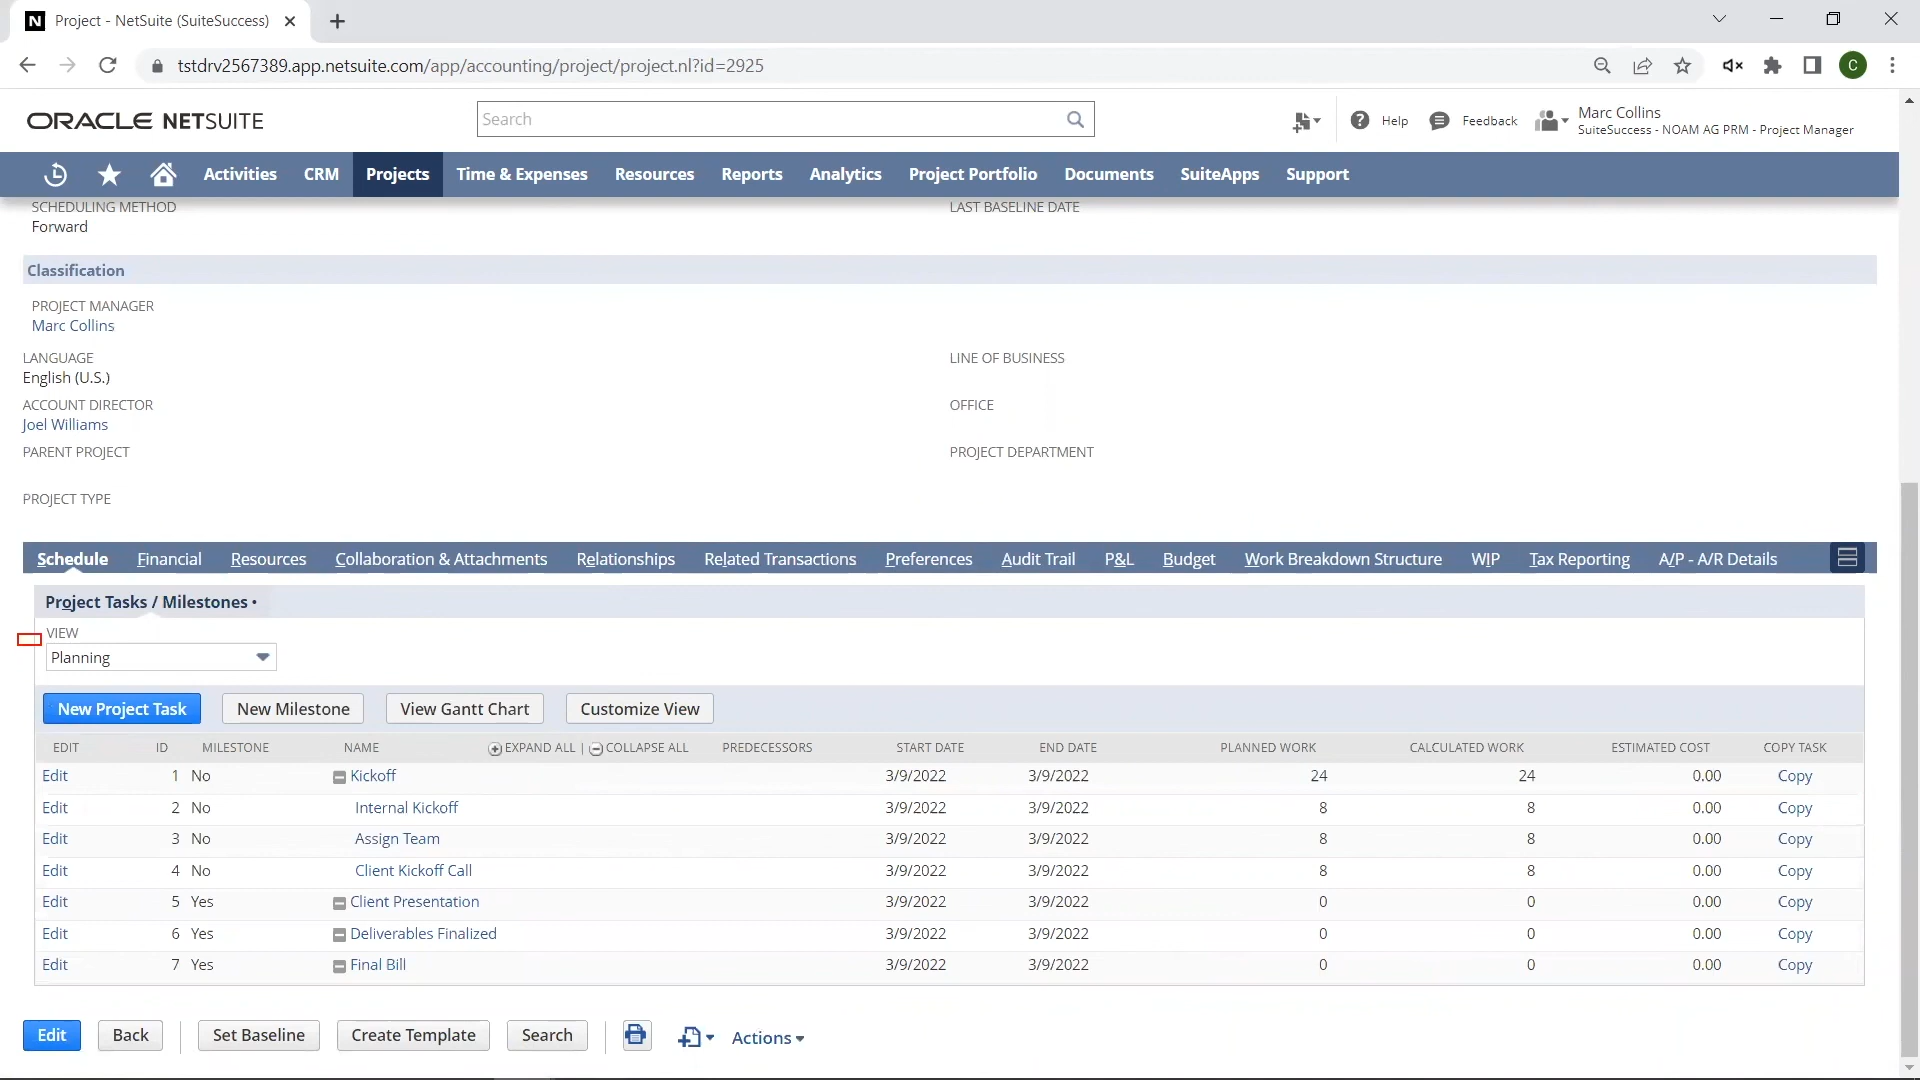 N Project - NetSuite (SuiteSuccess)
tstdrv2567389.app.netsuite.com/app/accounting/project/project.nl?id=2925
C
ORACLE NETSUITE
Search
Help
Feedback
Marc Collins
SuiteSuccess - NOAM AG PRM - Project Manager
Activities CRM Projects Time & Expenses Resources Reports Analytics Project Portfolio Documents SuiteApps Support
SCHEDULING METHOD
Forward
LAST BASELINE DATE
Classification
PROJECT MANAGER
Marc Collins
LANGUAGE
English (U.S.)
LINE OF BUSINESS
ACCOUNT DIRECTOR
Joel Williams
OFFICE
PARENT PROJECT
PROJECT DEPARTMENT
PROJECT TYPE
Schedule Financial Resources Collaboration & Attachments Relationships Related Transactions Preferences Audit Trail P&L Budget Work Breakdown Structure WIP Tax Reporting A/P - A/R Details
Project Tasks / Milestones •
VIEW
Planning
New Project Task New Milestone View Gantt Chart Customize View
EDIT ID MILESTONE NAME EXPAND ALL | COLLAPSE ALL PREDECESSORS START DATE END DATE PLANNED WORK CALCULATED WORK ESTIMATED COST COPY TASK
Edit 1 No Kickoff 3/9/2022 3/9/2022 24 24 0.00 Copy
Edit 2 No Internal Kickoff 3/9/2022 3/9/2022 8 8 0.00 Copy
Edit 3 No Assign Team 3/9/2022 3/9/2022 8 8 0.00 Copy
Edit 4 No Client Kickoff Call 3/9/2022 3/9/2022 8 8 0.00 Copy
Edit 5 Yes Client Presentation 3/9/2022 3/9/2022 0 0 0.00 Copy
Edit 6 Yes Deliverables Finalized 3/9/2022 3/9/2022 0 0 0.00 Copy
Edit 7 Yes Final Bill 3/9/2022 3/9/2022 0 0 0.00 Copy
Edit Back Set Baseline Create Template Search Actions